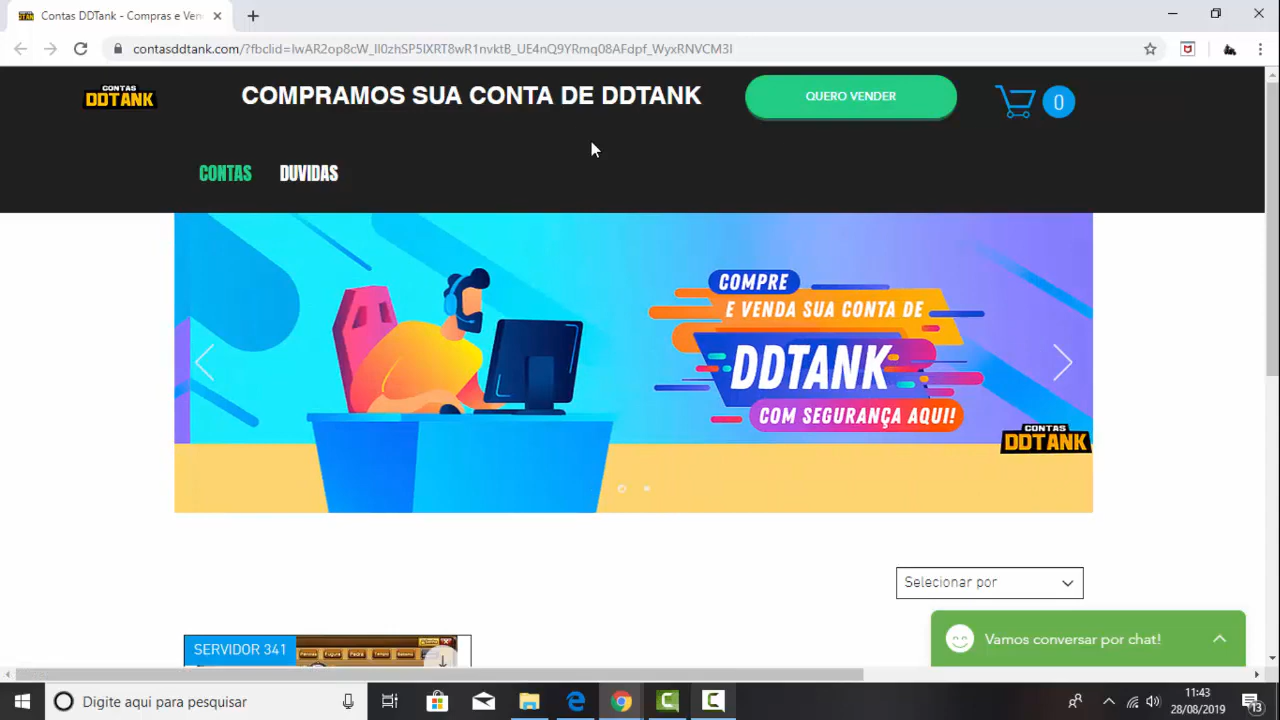 Contas DDTank - Compras e Ven
contasddtank.com/?fbclid=IwAR2op8cW_Il0zhSP5IXRT8wR1nvktB_UE4nQ9YRmq08AFdpf_WyxRNVCM3I
CONTAS
DDTANK
COMPRAMOS SUA CONTA DE DDTANK
QUERO VENDER
0
CONTAS
DUVIDAS
COMPRE
E VENDA SUA CONTA DE
DDTANK
COM SEGURANÇA AQUI!
CONTAS
DDTANK
Selecionar por
Vamos conversar por chat!
SERVIDOR 341
Digite aqui para pesquisar
11:43
28/08/2019
13